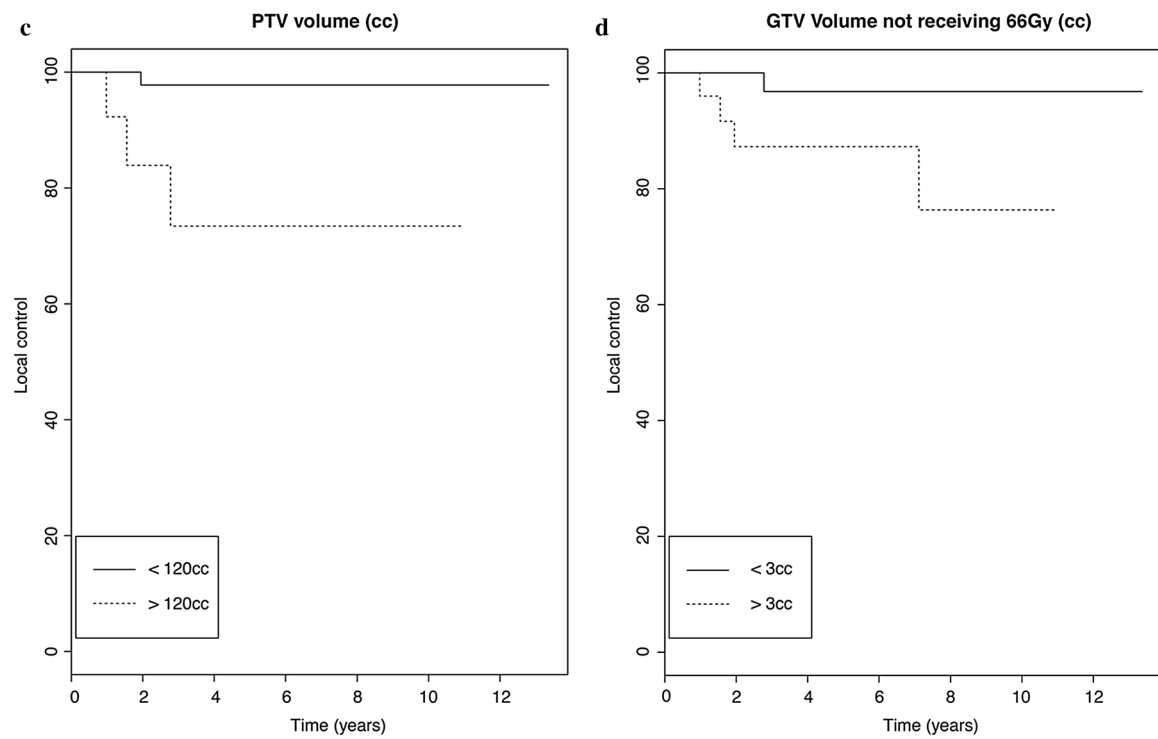 c
PTV volume (cc)
Local control
100
80
60
40
20
0
< 120cc
> 120cc
0 2 4 6 8 10 12
Time (years)
d
GTV Volume not receiving 66Gy (cc)
Local control
100
80
60
40
20
0
< 3cc
> 3cc
0 2 4 6 8 10 12
Time (years)